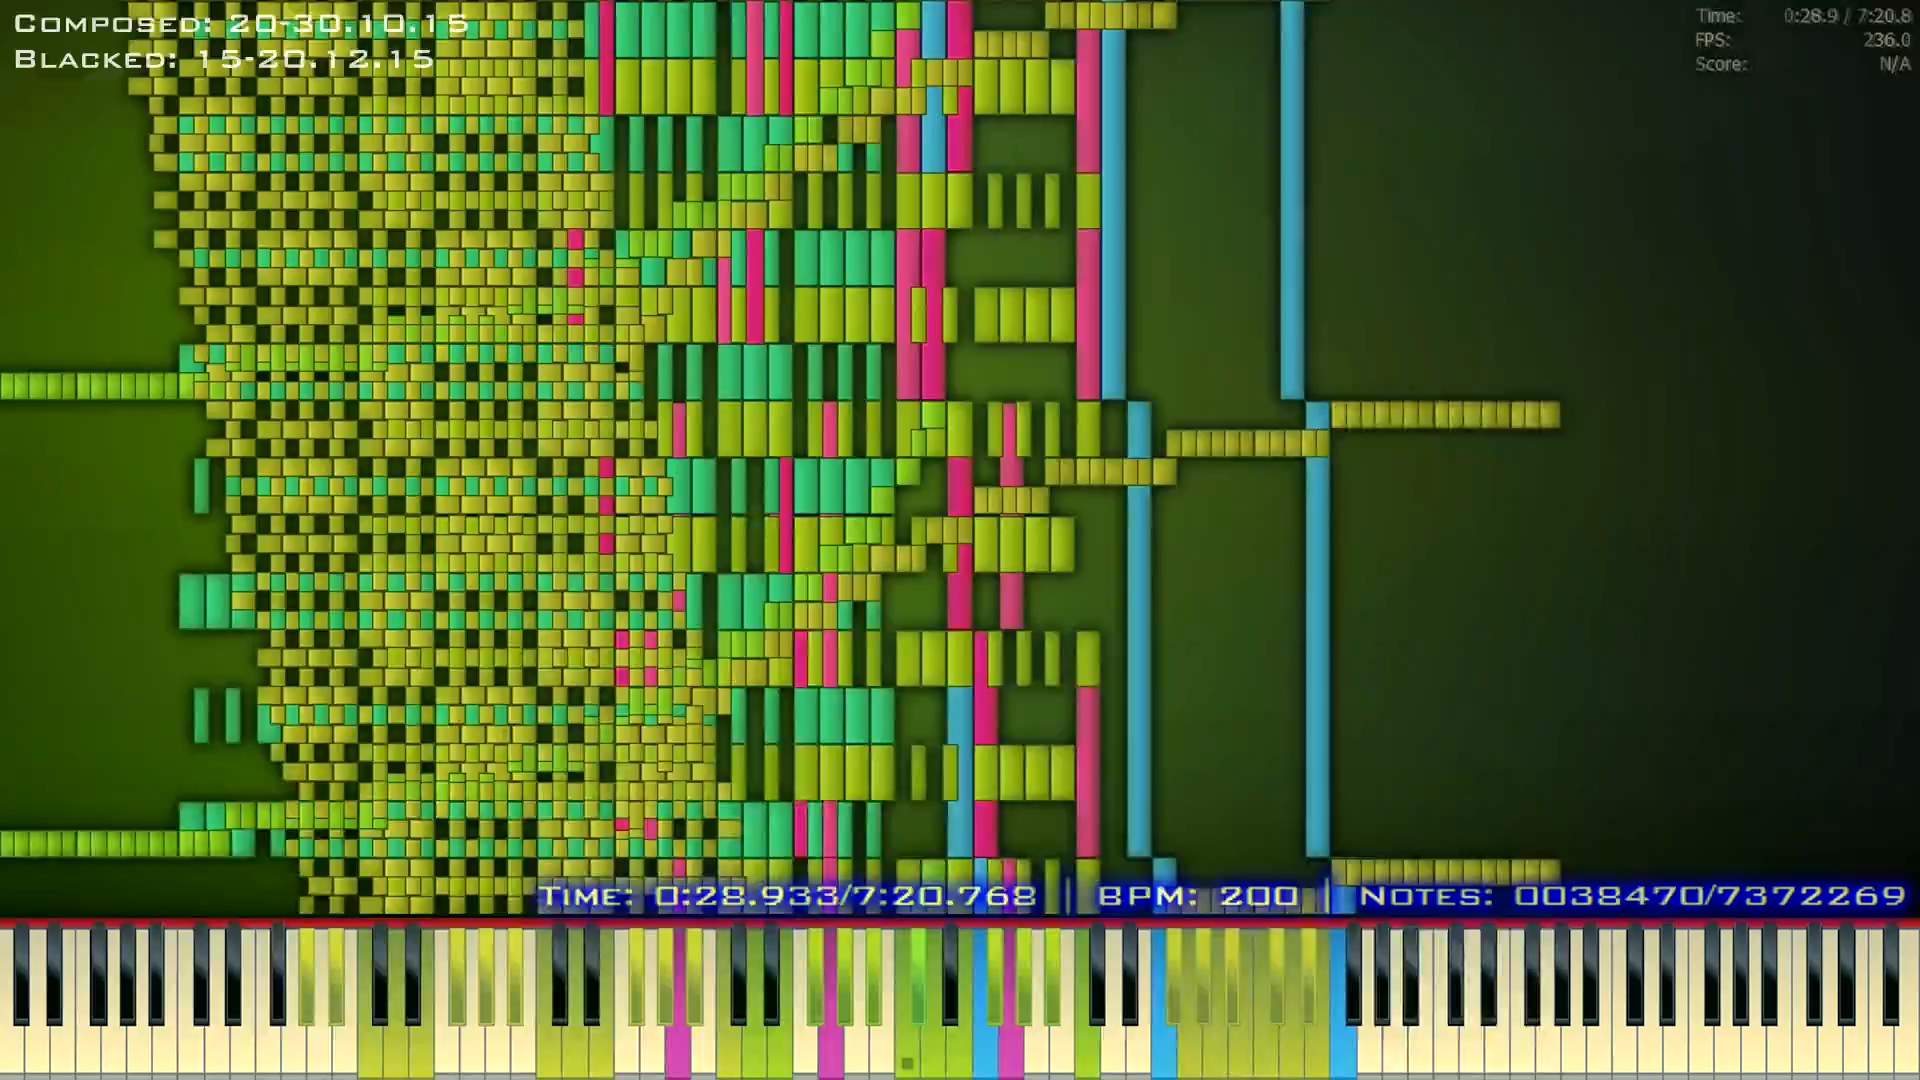 Composed: 20-30.10.15
Blacked: 15-20.12.15
Time: 0:28.9 / 7:20.8
FPS: 236.0
Score: N/A
Time: 0:28.933/7:20.768 | BPM: 200 | Notes: 0038470/7372269